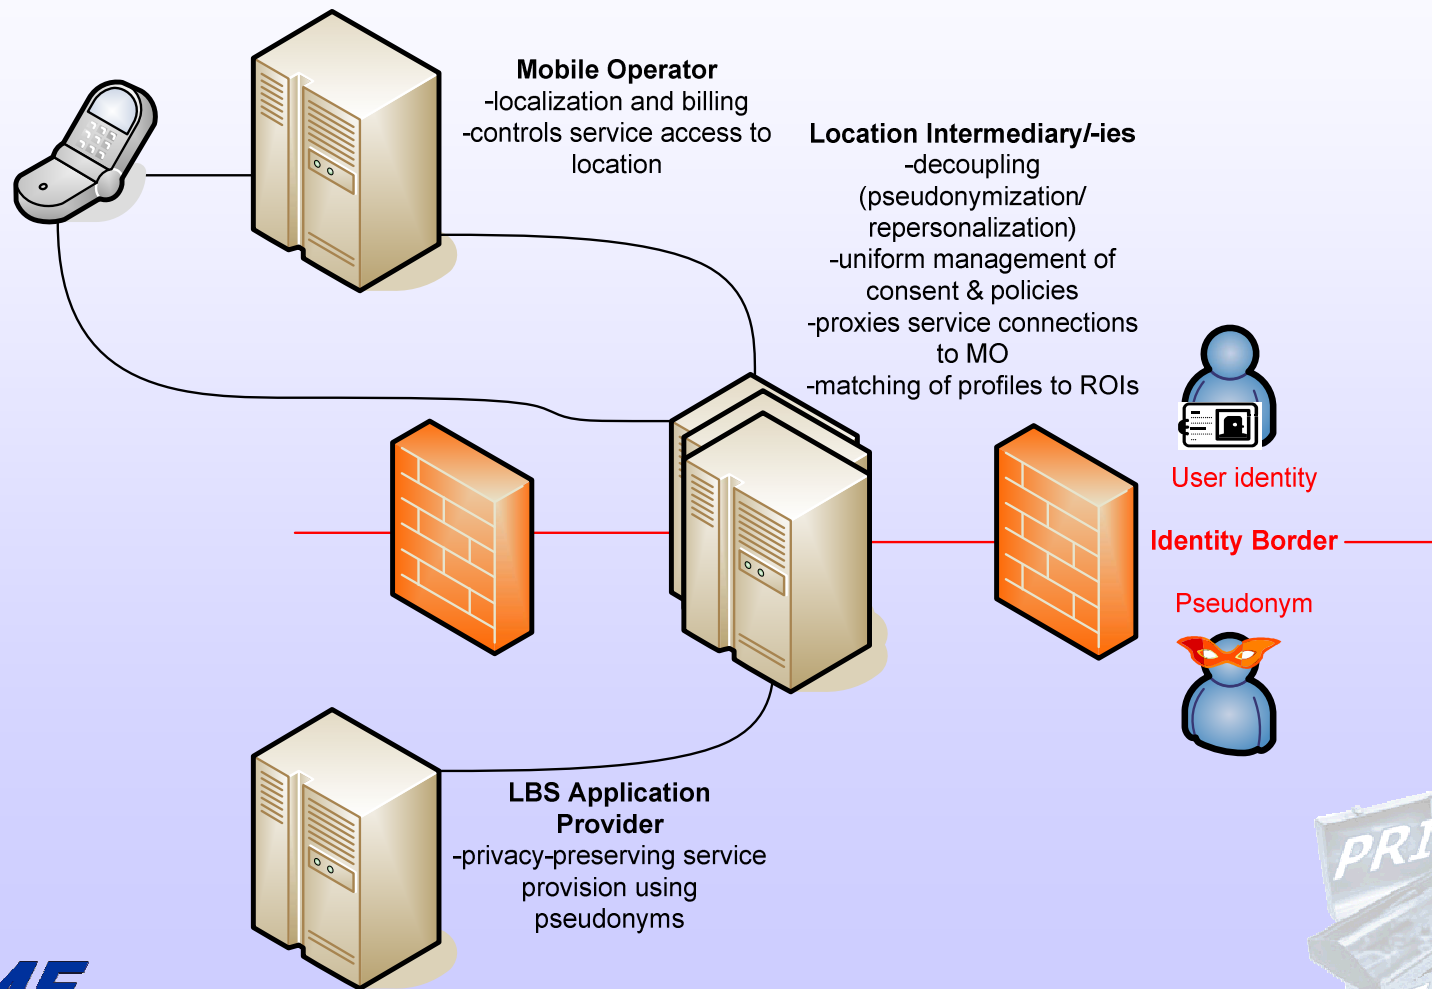 Mobile Operator
-localization and billing
-controls service access to
location
Location Intermediary/-ies
-decoupling
(pseudonymization/
repersonalization)
-uniform management of
consent & policies
-proxies service connections
to MO
-matching of profiles to ROIs
User identity
Identity Border
Pseudonym
LBS Application
Provider
-privacy-preserving service
provision using
pseudonyms
PRI